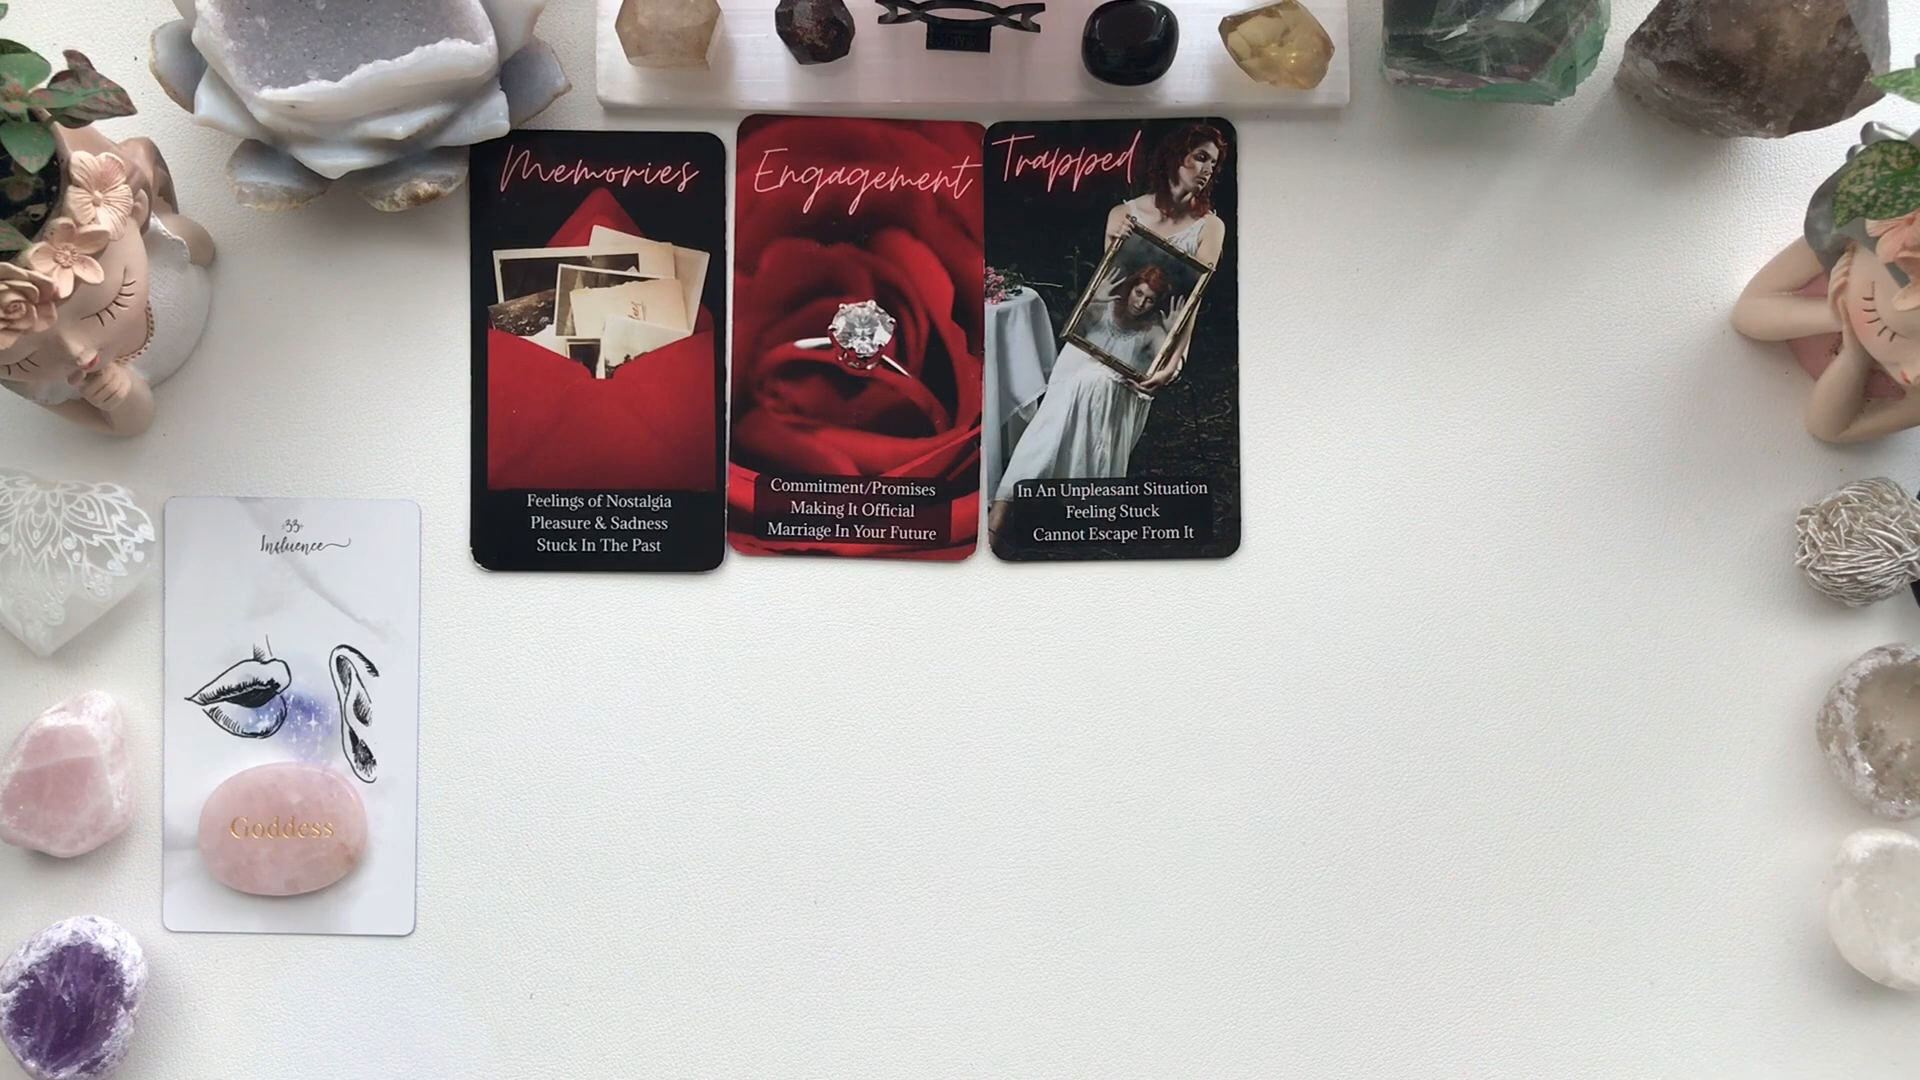 Memories
Feelings of Nostalgia
Pleasure & Sadness
Stuck In The Past
Engagement
Commitment/Promises
Making It Official
Marriage In Your Future
Trapped
In An Unpleasant Situation
Feeling Stuck
Cannot Escape From It
33
Influence
Goddess